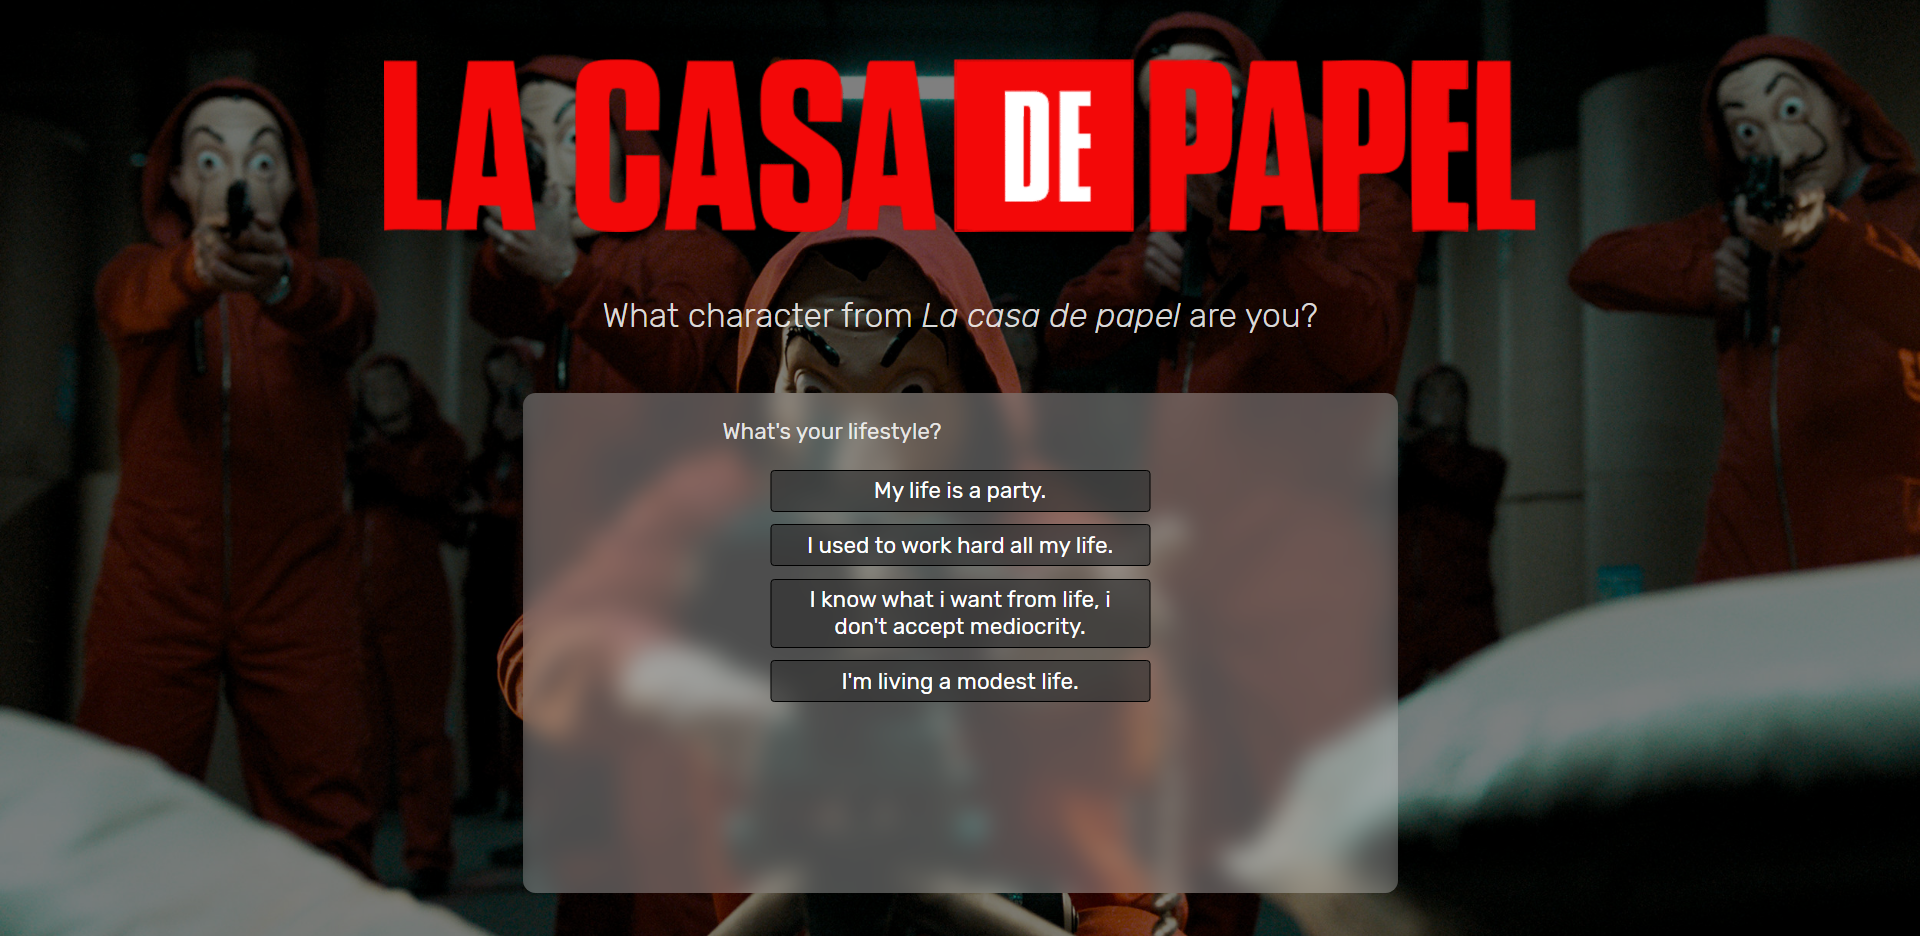 LA CASA DE PAPEL
What character from La casa de papel are you?
What's your lifestyle?
My life is a party.
I used to work hard all my life.
I know what i want from life, i
don't accept mediocrity.
I'm living a modest life.